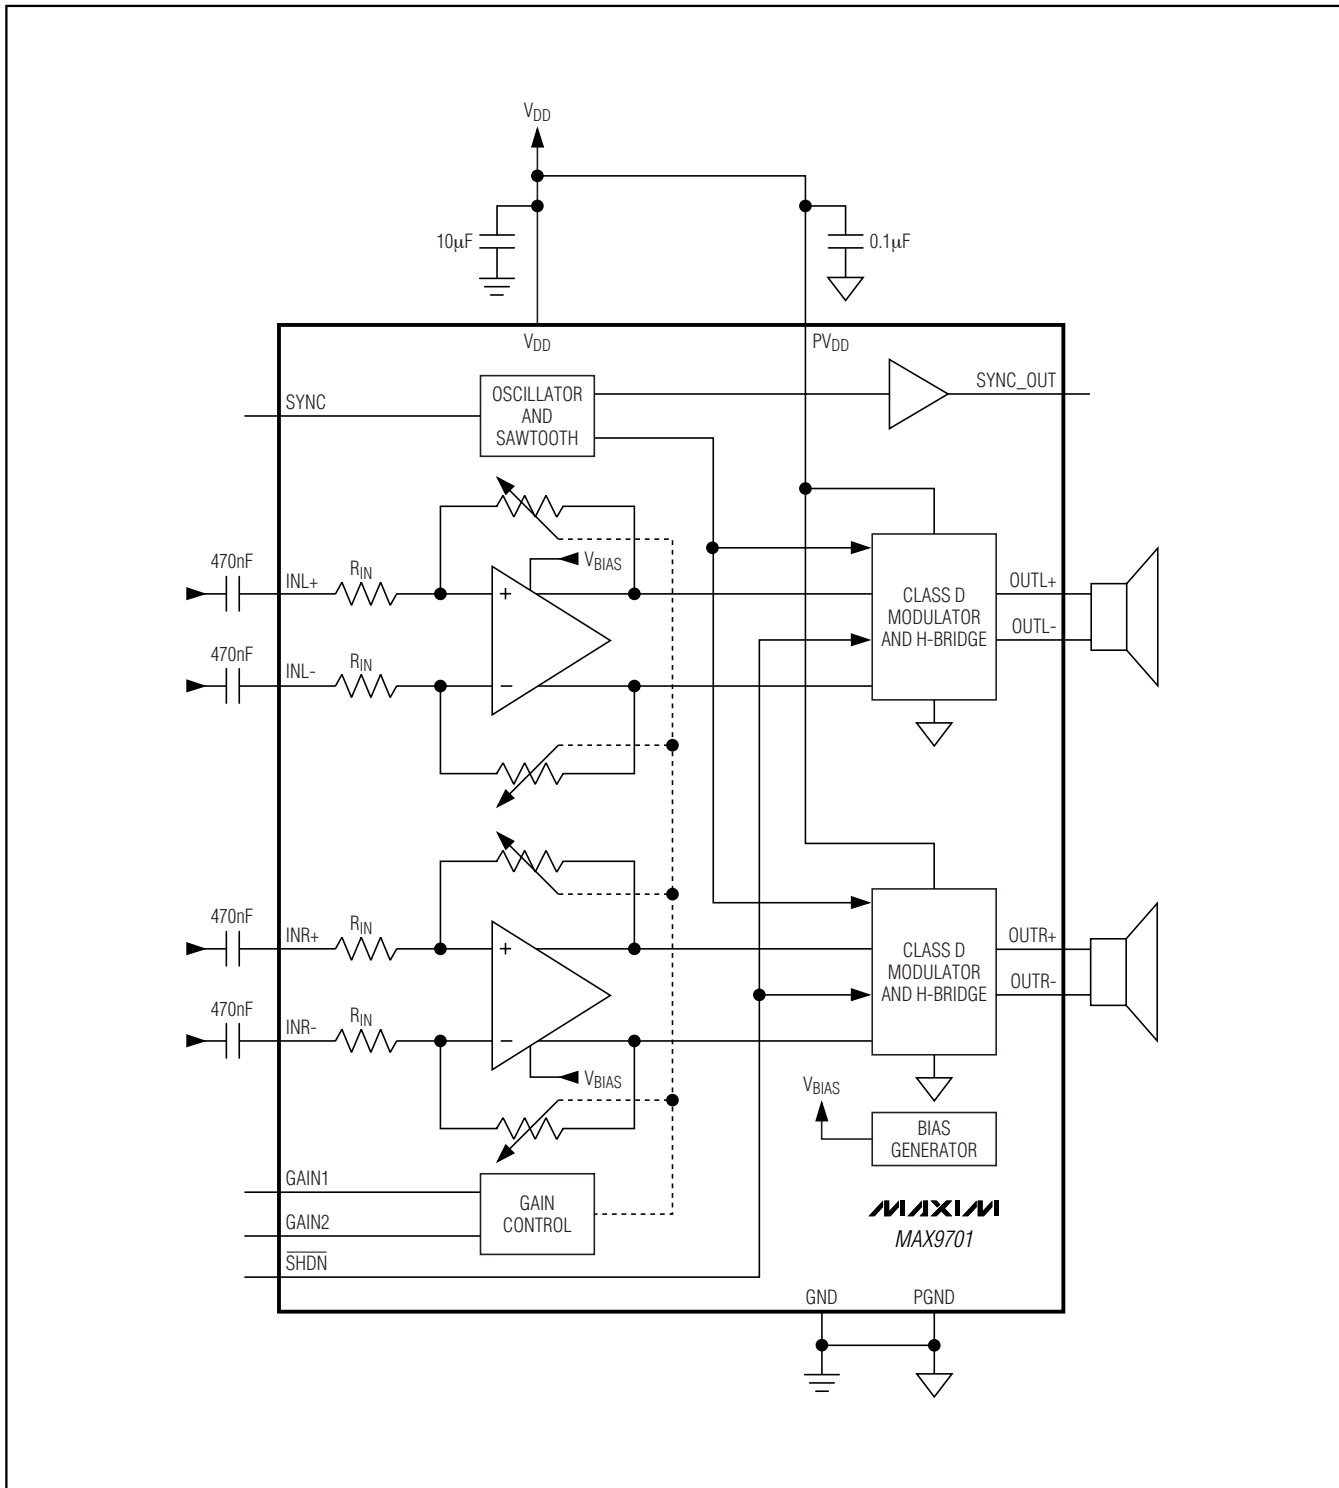 VDD
10µF
0.1µF
VDD
PVDD
SYNC
OSCILLATOR
AND
SAWTOOTH
SYNC_OUT
470nF
INL+
RIN
+
VBIAS
CLASS D
MODULATOR
AND H-BRIDGE
OUTL+
OUTL-
470nF
INL-
RIN
−
470nF
INR+
RIN
+
CLASS D
MODULATOR
AND H-BRIDGE
OUTR+
OUTR-
470nF
INR-
RIN
−
VBIAS
VBIAS
BIAS
GENERATOR
GAIN1
GAIN2
GAIN
CONTROL
SHDN
MAXIM
MAX9701
GND
PGND